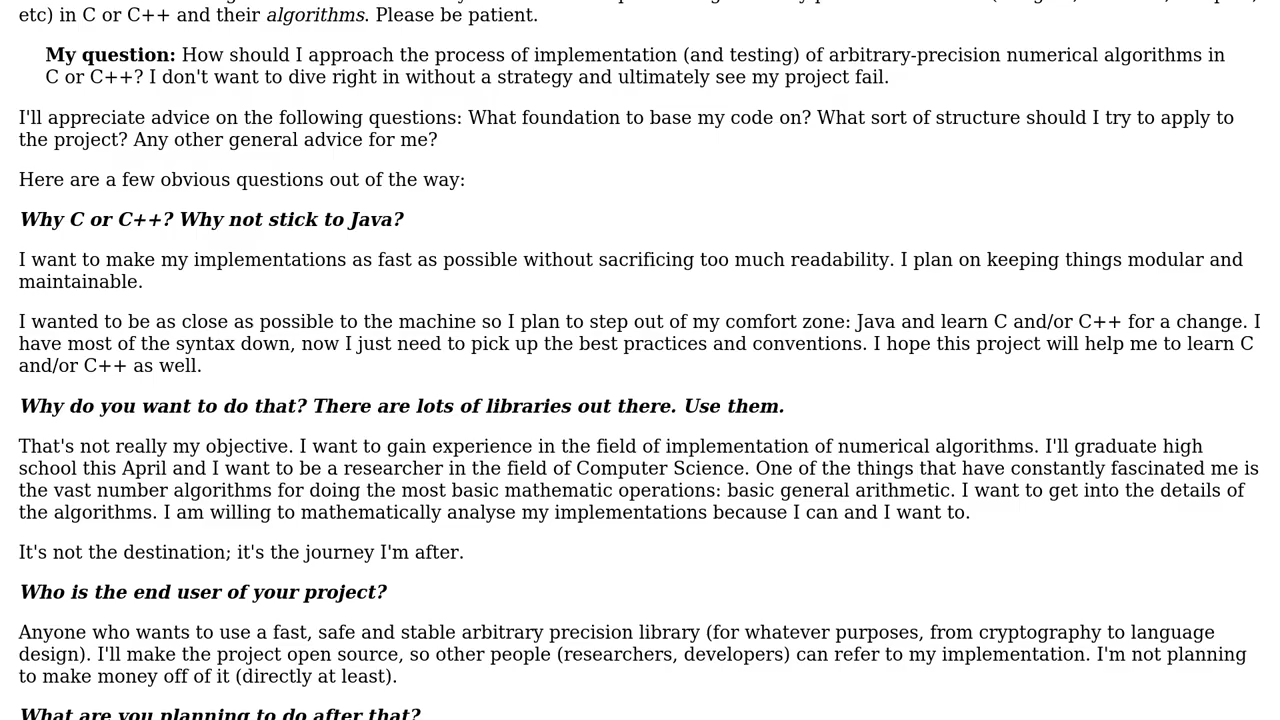 etc) in C or C++ and their algorithms. Please be patient.
My question: How should I approach the process of implementation (and testing) of arbitrary-precision numerical algorithms in
C or C++? I don't want to dive right in without a strategy and ultimately see my project fail.
I'll appreciate advice on the following questions: What foundation to base my code on? What sort of structure should I try to apply to
the project? Any other general advice for me?
Here are a few obvious questions out of the way:
Why C or C++? Why not stick to Java?
I want to make my implementations as fast as possible without sacrificing too much readability. I plan on keeping things modular and
maintainable.
I wanted to be as close as possible to the machine so I plan to step out of my comfort zone: Java and learn C and/or C++ for a change. I
have most of the syntax down, now I just need to pick up the best practices and conventions. I hope this project will help me to learn C
and/or C++ as well.
Why do you want to do that? There are lots of libraries out there. Use them.
That's not really my objective. I want to gain experience in the field of implementation of numerical algorithms. I'll graduate high
school this April and I want to be a researcher in the field of Computer Science. One of the things that have constantly fascinated me is
the vast number algorithms for doing the most basic mathematic operations: basic general arithmetic. I want to get into the details of
the algorithms. I am willing to mathematically analyse my implementations because I can and I want to.
It's not the destination; it's the journey I'm after.
Who is the end user of your project?
Anyone who wants to use a fast, safe and stable arbitrary precision library (for whatever purposes, from cryptography to language
design). I'll make the project open source, so other people (researchers, developers) can refer to my implementation. I'm not planning
to make money off of it (directly at least).
What are you planning to do after that?